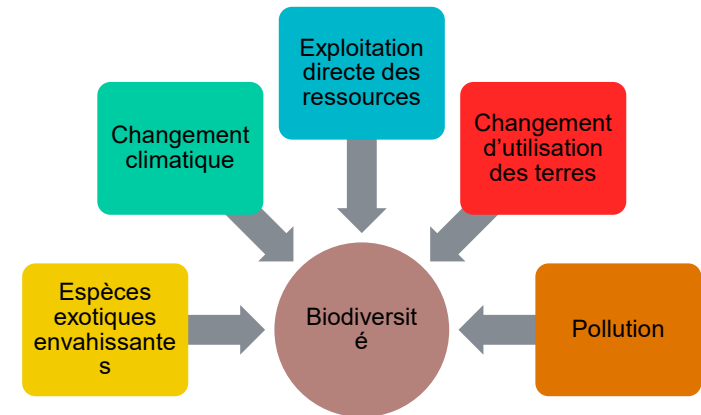 Exploitation
directe des
ressources
Changement
climatique
Changement
d'utilisation
des terres
Espèces
exotiques
envahissante
s
Biodiversit
é
Pollution